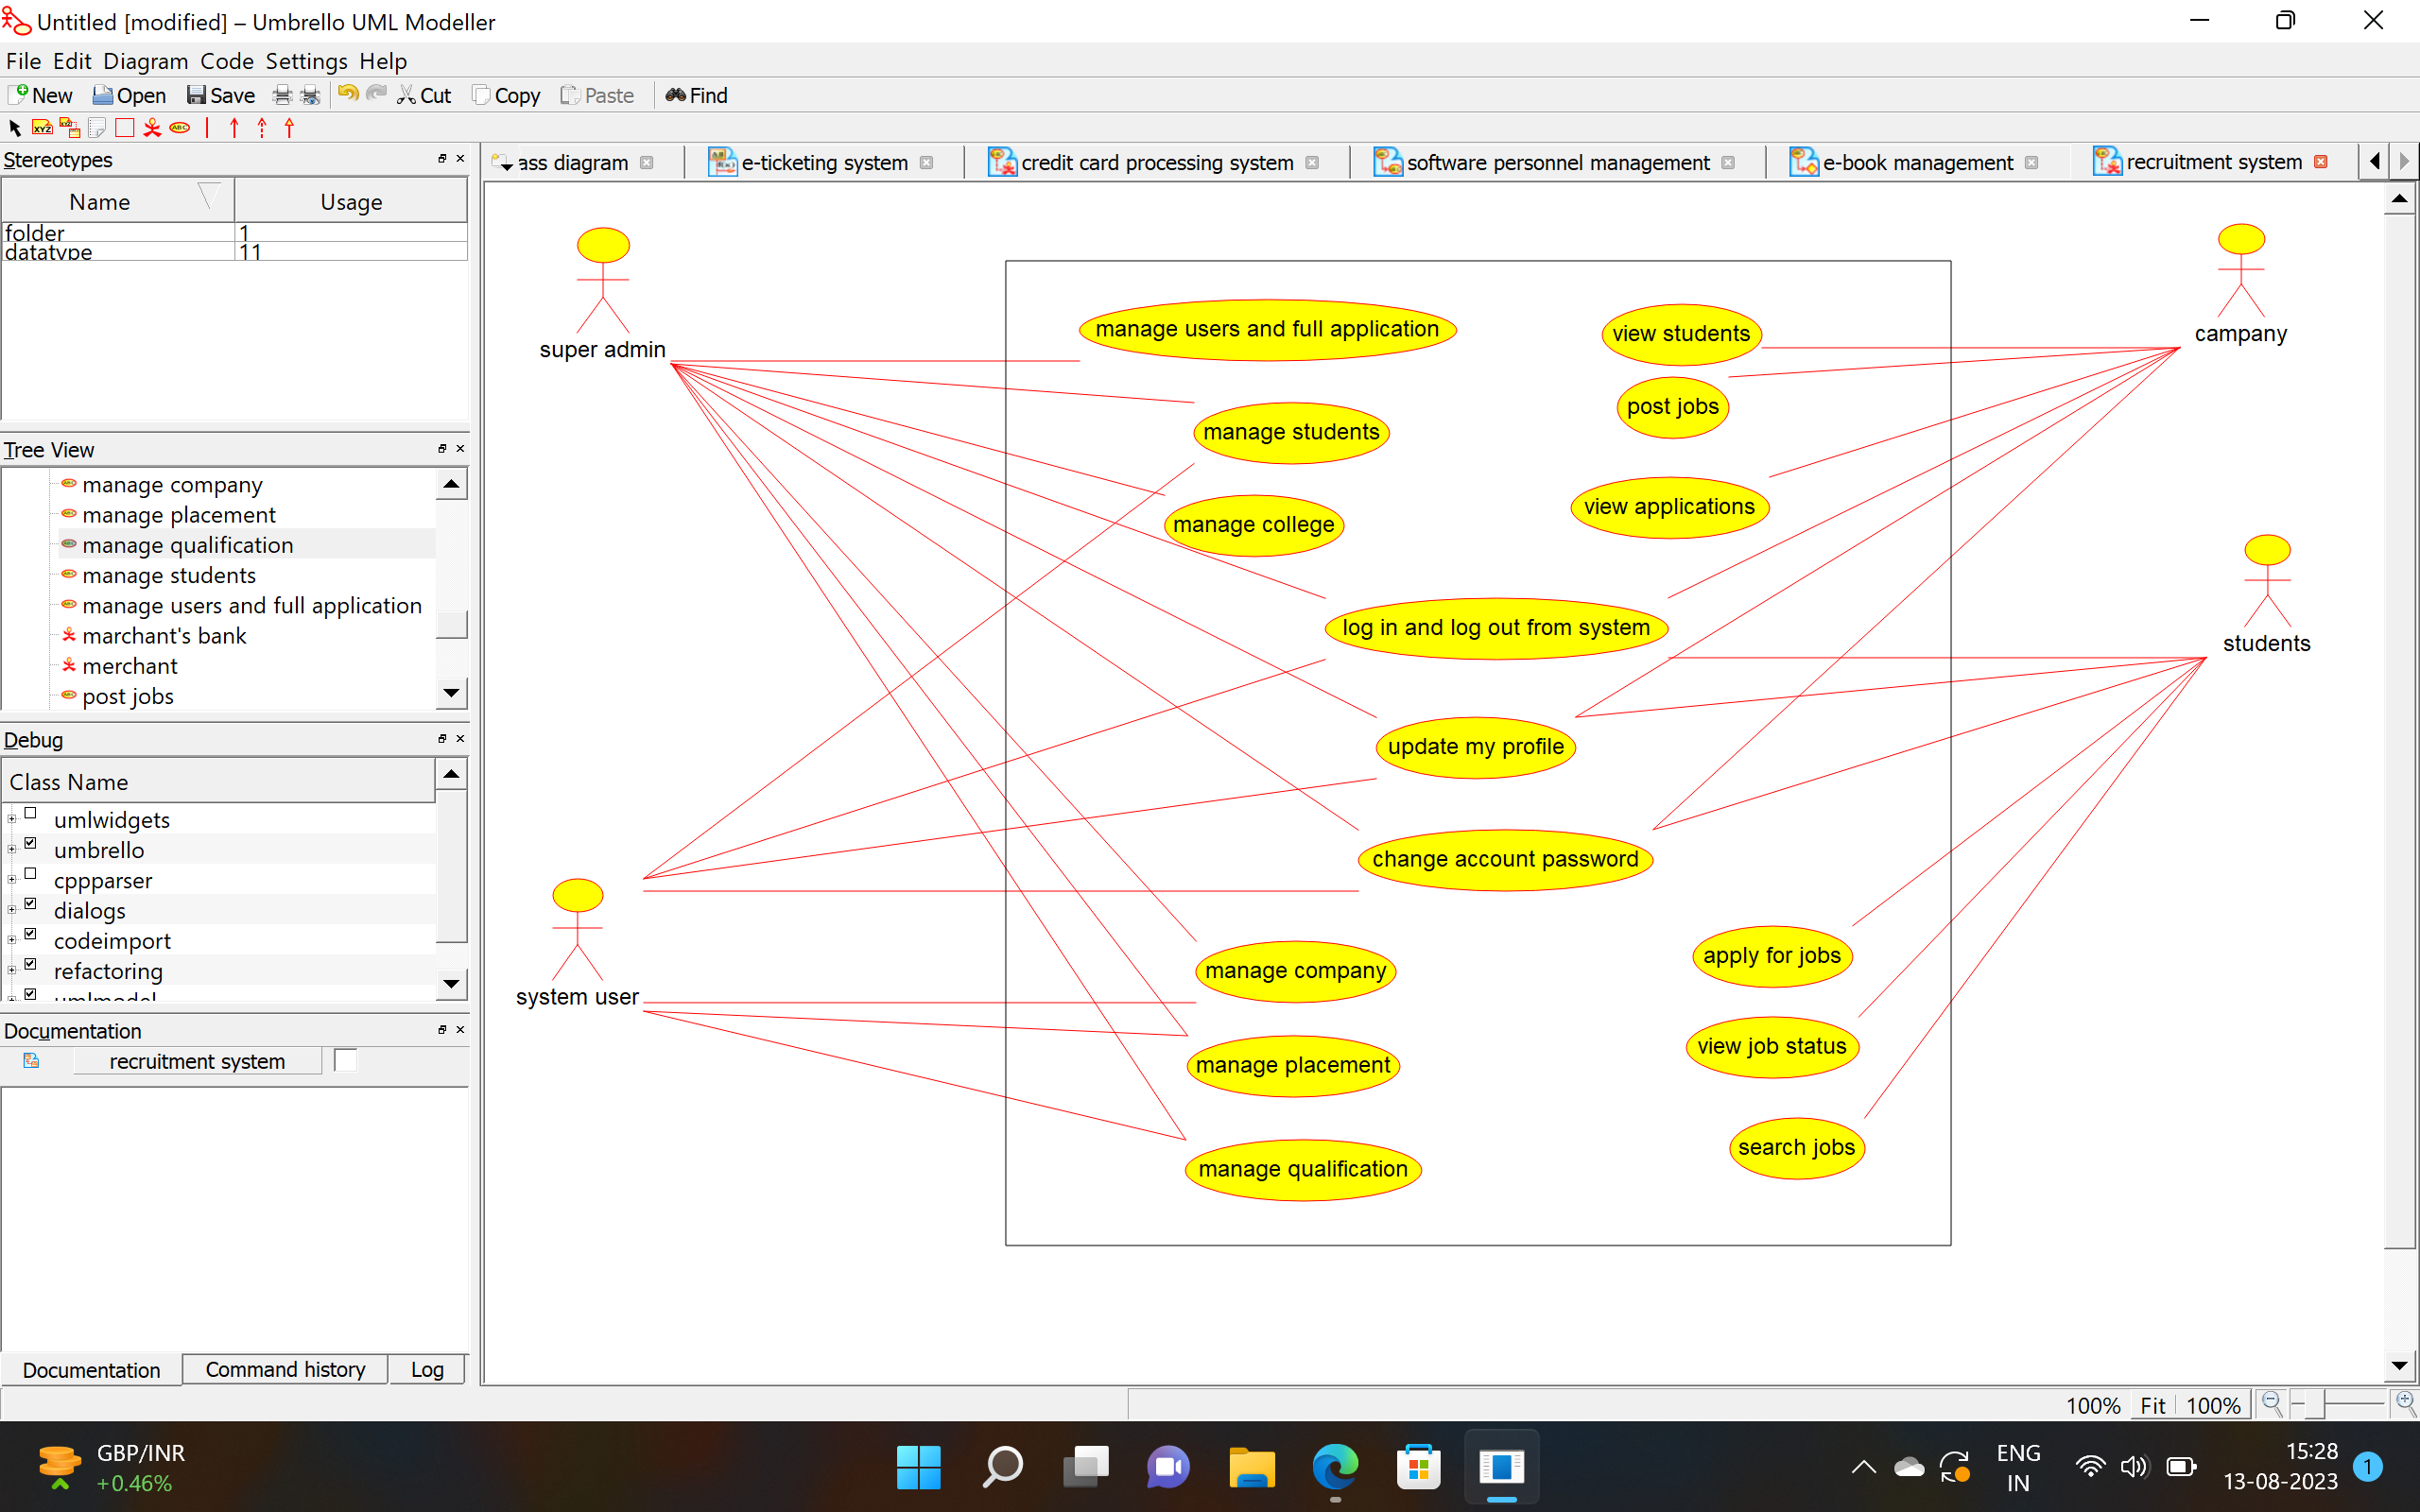 Untitled [modified] – Umbrello UML Modeller
File Edit Diagram Code Settings Help
New Open Save Cut Copy Paste Find
Stereotypes
Name Usage
folder 1
datatype 11
Tree View
manage company
manage placement
manage qualification
manage students
manage users and full application
marchant's bank
merchant
post jobs
Debug
Class Name
umlwidgets
umbrello
cppparser
dialogs
codeimport
refactoring
umlmodel
Documentation
recruitment system
Documentation Command history Log
ass diagram e-ticketing system credit card processing system software personnel management e-book management recruitment system
super admin
campany
manage users and full application
view students
manage students
post jobs
manage college
view applications
log in and log out from system
students
update my profile
change account password
system user
manage company
apply for jobs
manage placement
view job status
manage qualification
search jobs
100% Fit 100%
GBP/INR
+0.46%
ENG
IN
15:28
13-08-2023
1